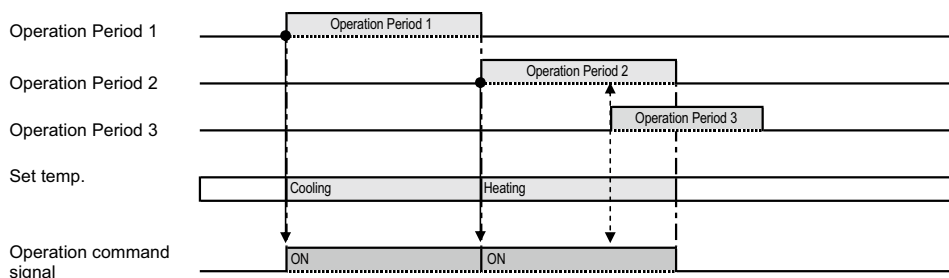 Operation Period 1
Operation Period 1
Operation Period 2
Operation Period 2
Operation Period 3
Operation Period 3
Set temp.
Cooling
Heating
Operation command
signal
ON
ON